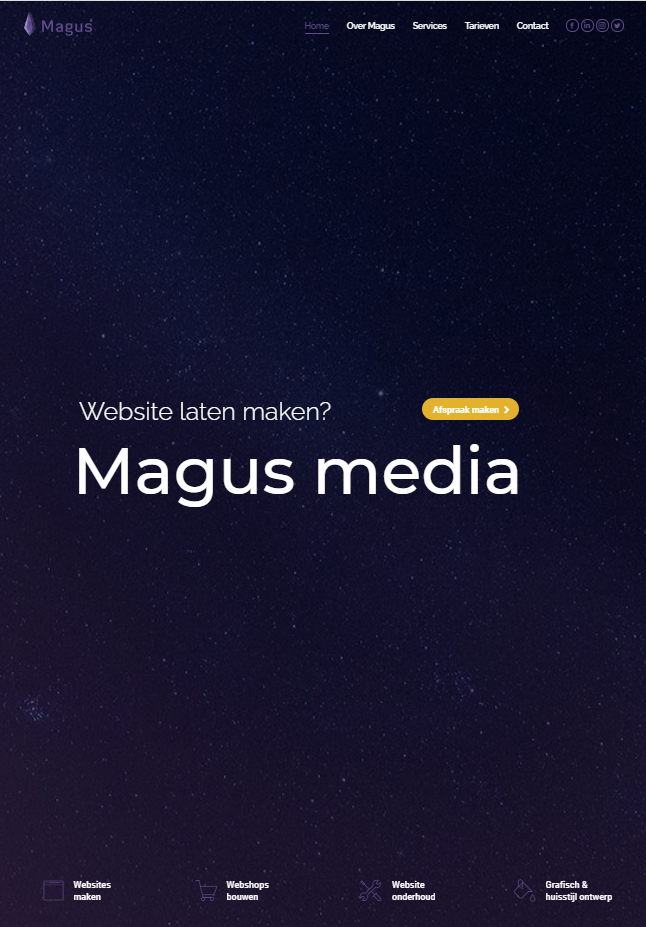 Magus
Home Over Magus Services Tarieven Contact
Website laten maken?
Afspraak maken
Magus media
Websites
maken
Webshops
bouwen
Website
onderhoud
Grafisch &
huisstijl ontwerp